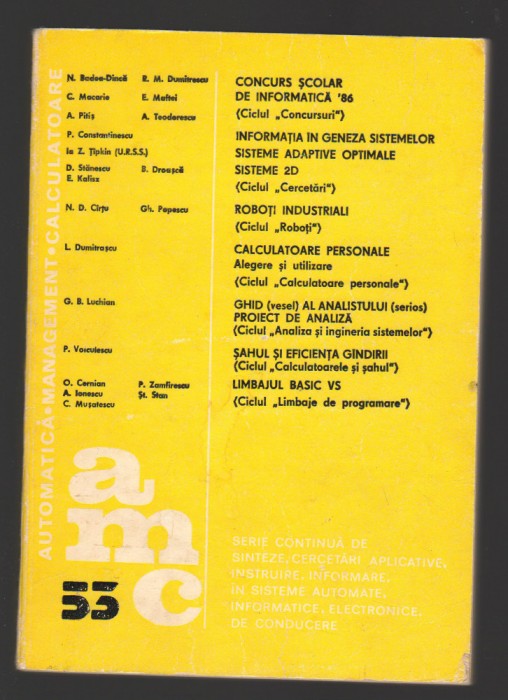 AUTOMATICĂ • MANAGEMENT • CALCULATOARE
N. Badea-Dincă R. M. Dumitrescu
C. Macarie E. Maftei
A. Pitiș A. Teodorescu
CONCURS ȘCOLAR
DE INFORMATICĂ '86
(Ciclul „Concursuri”)
P. Constantinescu
INFORMAȚIA IN GENEZA SISTEMELOR
Ia Z. Țipkin (U.R.S.S.)
SISTEME ADAPTIVE OPTIMALE
D. Stănescu B. Droașcă
E. Kalisz
SISTEME 2D
(Ciclul „Cercetări”)
N. D. Cîrțu Gh. Popescu
ROBOȚI INDUSTRIALI
(Ciclul „Roboți”)
L. Dumitrașcu
CALCULATOARE PERSONALE
Alegere și utilizare
(Ciclul „Calculatoare personale”)
G. B. Luchian
GHID (vesel) AL ANALISTULUI (serios)
PROIECT DE ANALIZĂ
(Ciclul „Analiza și ingineria sistemelor”)
P. Voiculescu
ȘAHUL ȘI EFICIENȚA GINDIRII
(Ciclul „Calculatoarele și șahul”)
O. Cernian P. Zamfirescu
A. Ionescu Șt. Stan
C. Mușatescu
LIMBAJUL BASIC VS
(Ciclul „Limbaje de programare”)
amc
53
SERIE CONTINUĂ DE
SINTEZE, CERCETĂRI APLICATIVE,
INSTRUIRE, INFORMARE,
IN SISTEME AUTOMATE,
INFORMATICE, ELECTRONICE,
DE CONDUCERE